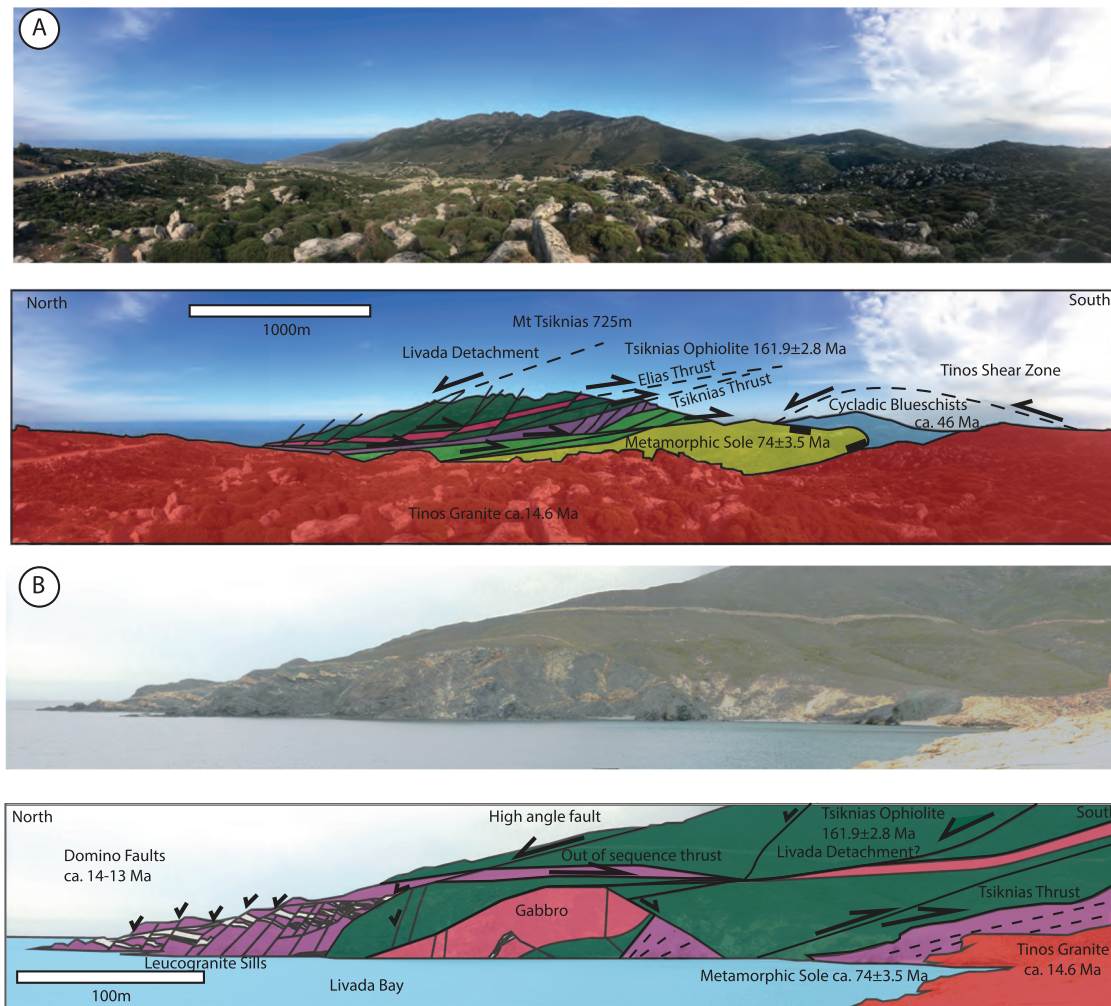 A
North
South
1000m
Mt Tsiknias 725m
Livada Detachment
Tsiknias Ophiolite 161.9±2.8 Ma
Elias Thrust
Tsiknias Thrust
Tinos Shear Zone
Cycladic Blueschists
ca. 46 Ma
Metamorphic Sole 74±3.5 Ma
Tinos Granite ca.14.6 Ma
B
North
South
High angle fault
Tsiknias Ophiolite
161.9±2.8 Ma
Livada Detachment?
Domino Faults
ca. 14-13 Ma
Out of sequence thrust
Tsiknias Thrust
Gabbro
Leucogranite Sills
100m
Livada Bay
Metamorphic Sole ca. 74±3.5 Ma
Tinos Granite
ca. 14.6 Ma